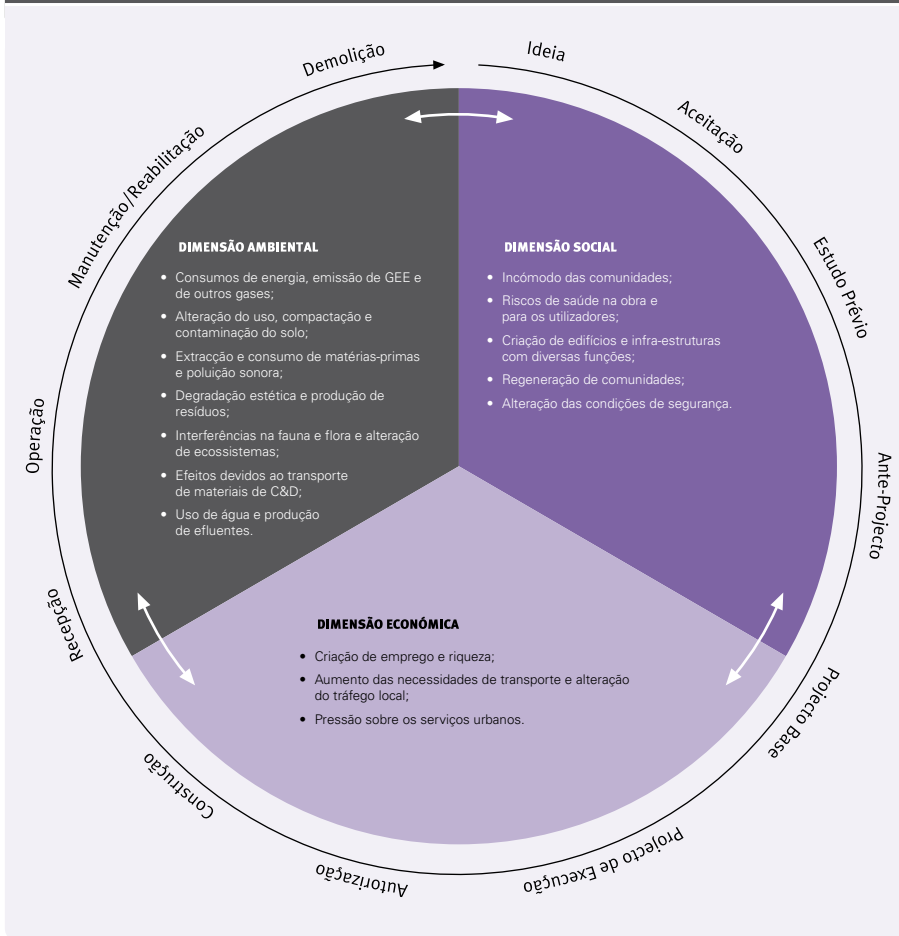 Ideia
Aceitação
Estudo Prévio
Ante-Projecto
Projecto Base
Projecto de Execução
Autorização
Construção
Recepção
Operação
Manutenção/Reabilitação
Demolição
DIMENSÃO AMBIENTAL
• Consumos de energia, emissão de GEE e
de outros gases;
• Alteração do uso, compactação e
contaminação do solo;
• Extracção e consumo de matérias-primas
e poluição sonora;
• Degradação estética e produção de
resíduos;
• Interferências na fauna e flora e alteração
de ecossistemas;
• Efeitos devidos ao transporte
de materiais de C&D;
• Uso de água e produção
de efluentes.
DIMENSÃO SOCIAL
• Incómodo das comunidades;
• Riscos de saúde na obra e
para os utilizadores;
• Criação de edifícios e infra-estruturas
com diversas funções;
• Regeneração de comunidades;
• Alteração das condições de segurança.
DIMENSÃO ECONÓMICA
• Criação de emprego e riqueza;
• Aumento das necessidades de transporte e alteração
do tráfego local;
• Pressão sobre os serviços urbanos.